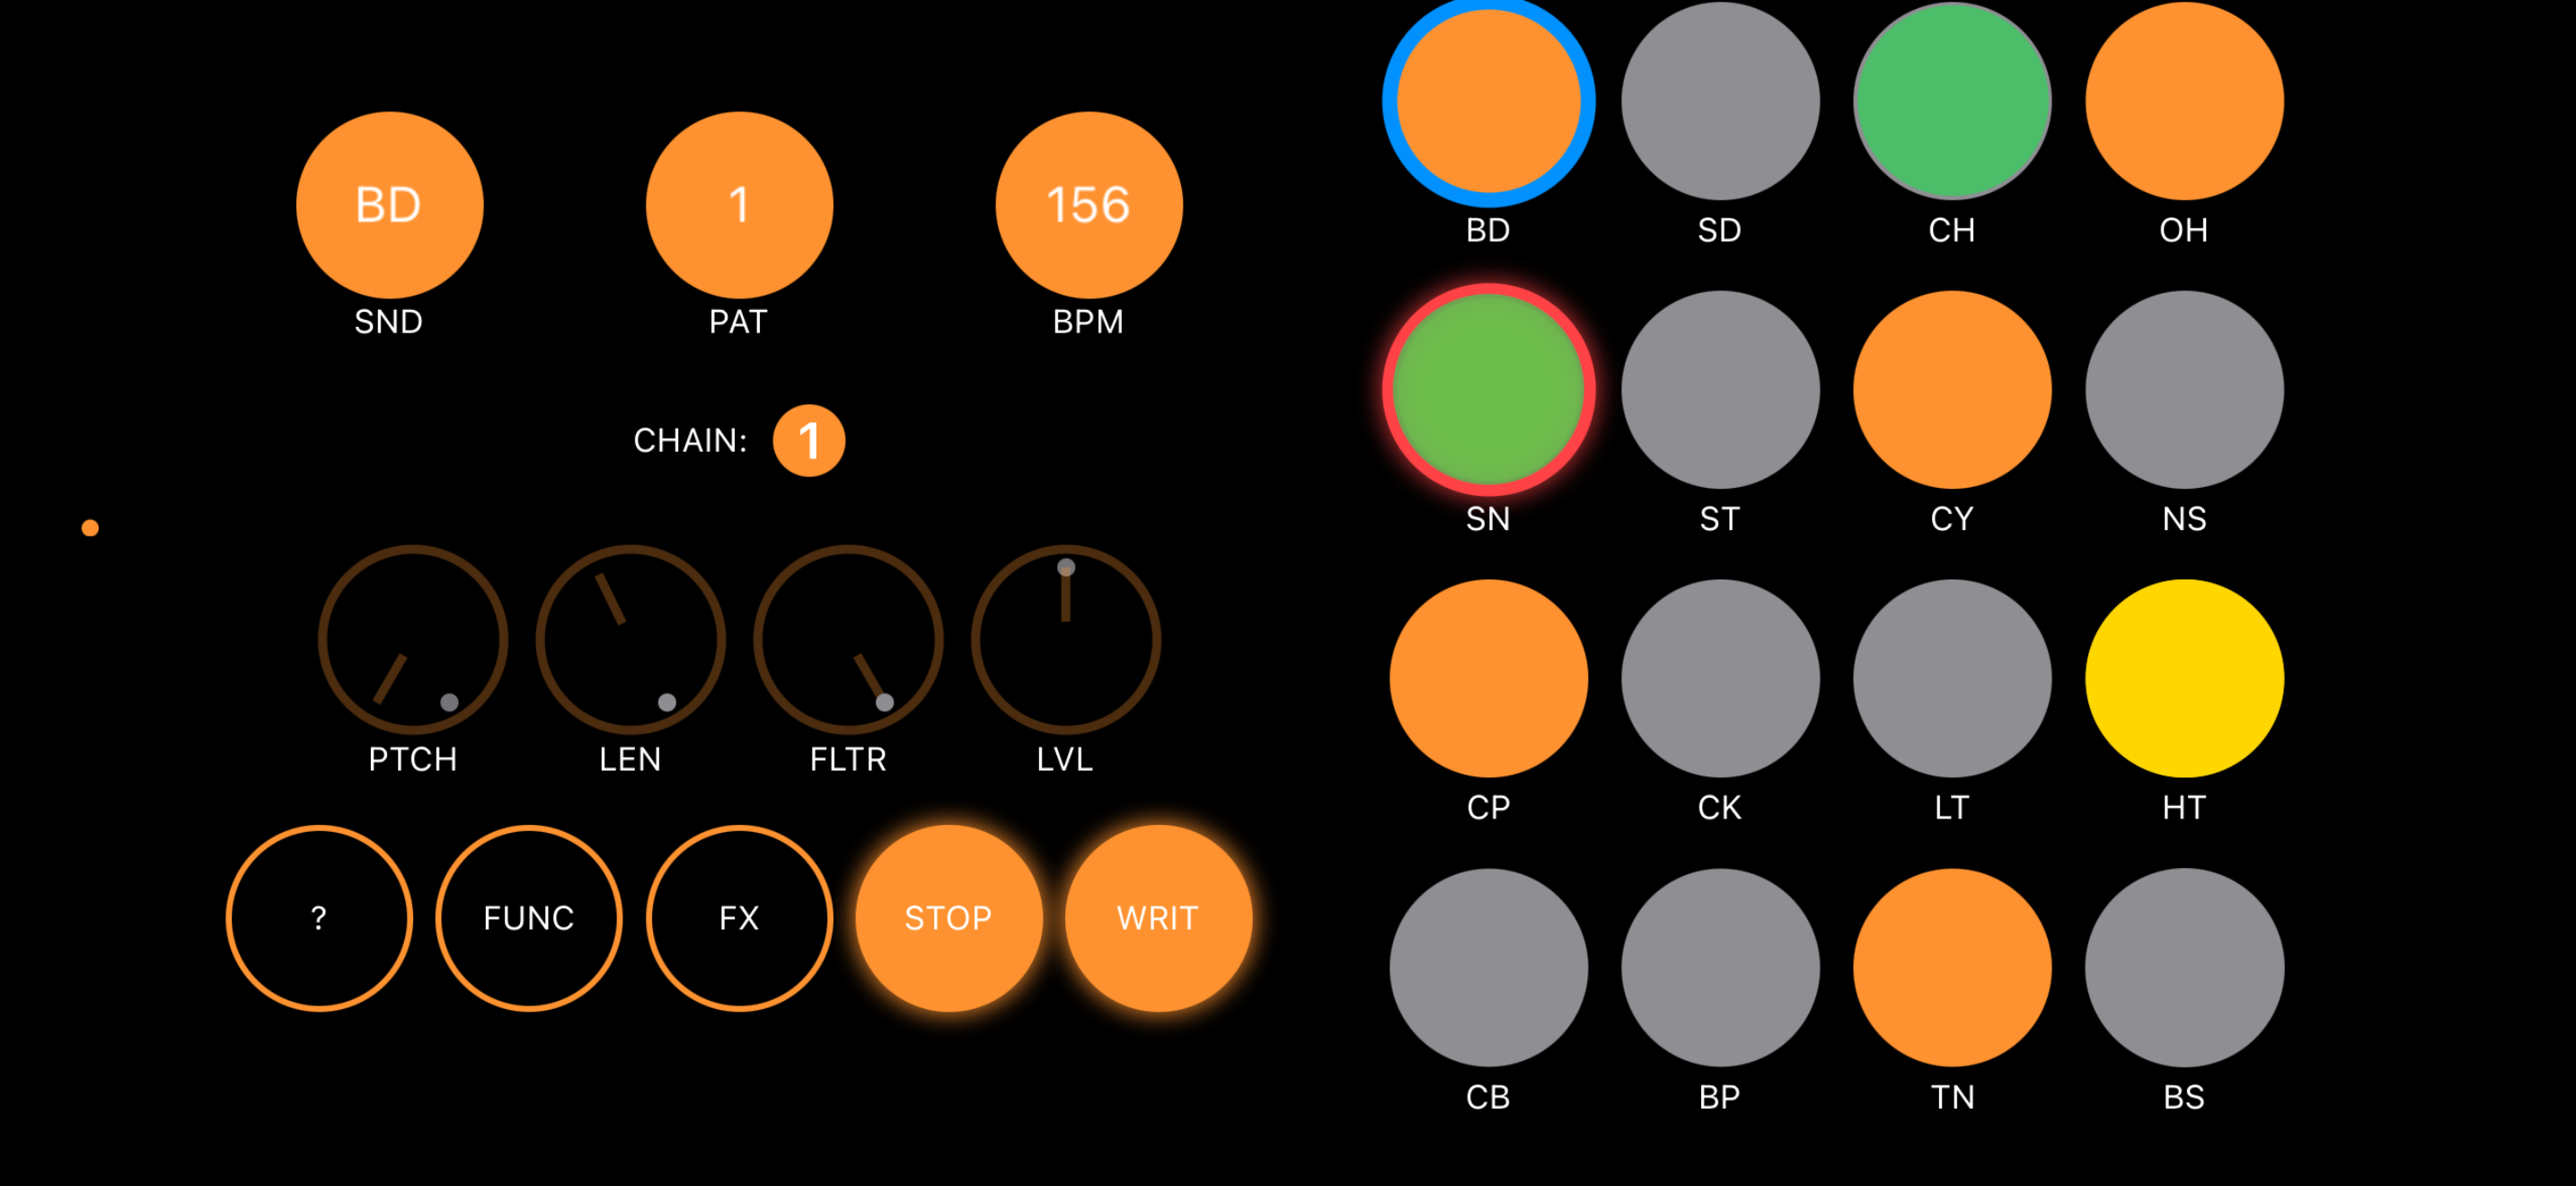 BD
SND
1
PAT
156
BPM
CHAIN: 1
PTCH
LEN
FLTR
LVL
?
FUNC
FX
STOP
WRIT
BD
SD
CH
OH
SN
ST
CY
NS
CP
CK
LT
HT
CB
BP
TN
BS